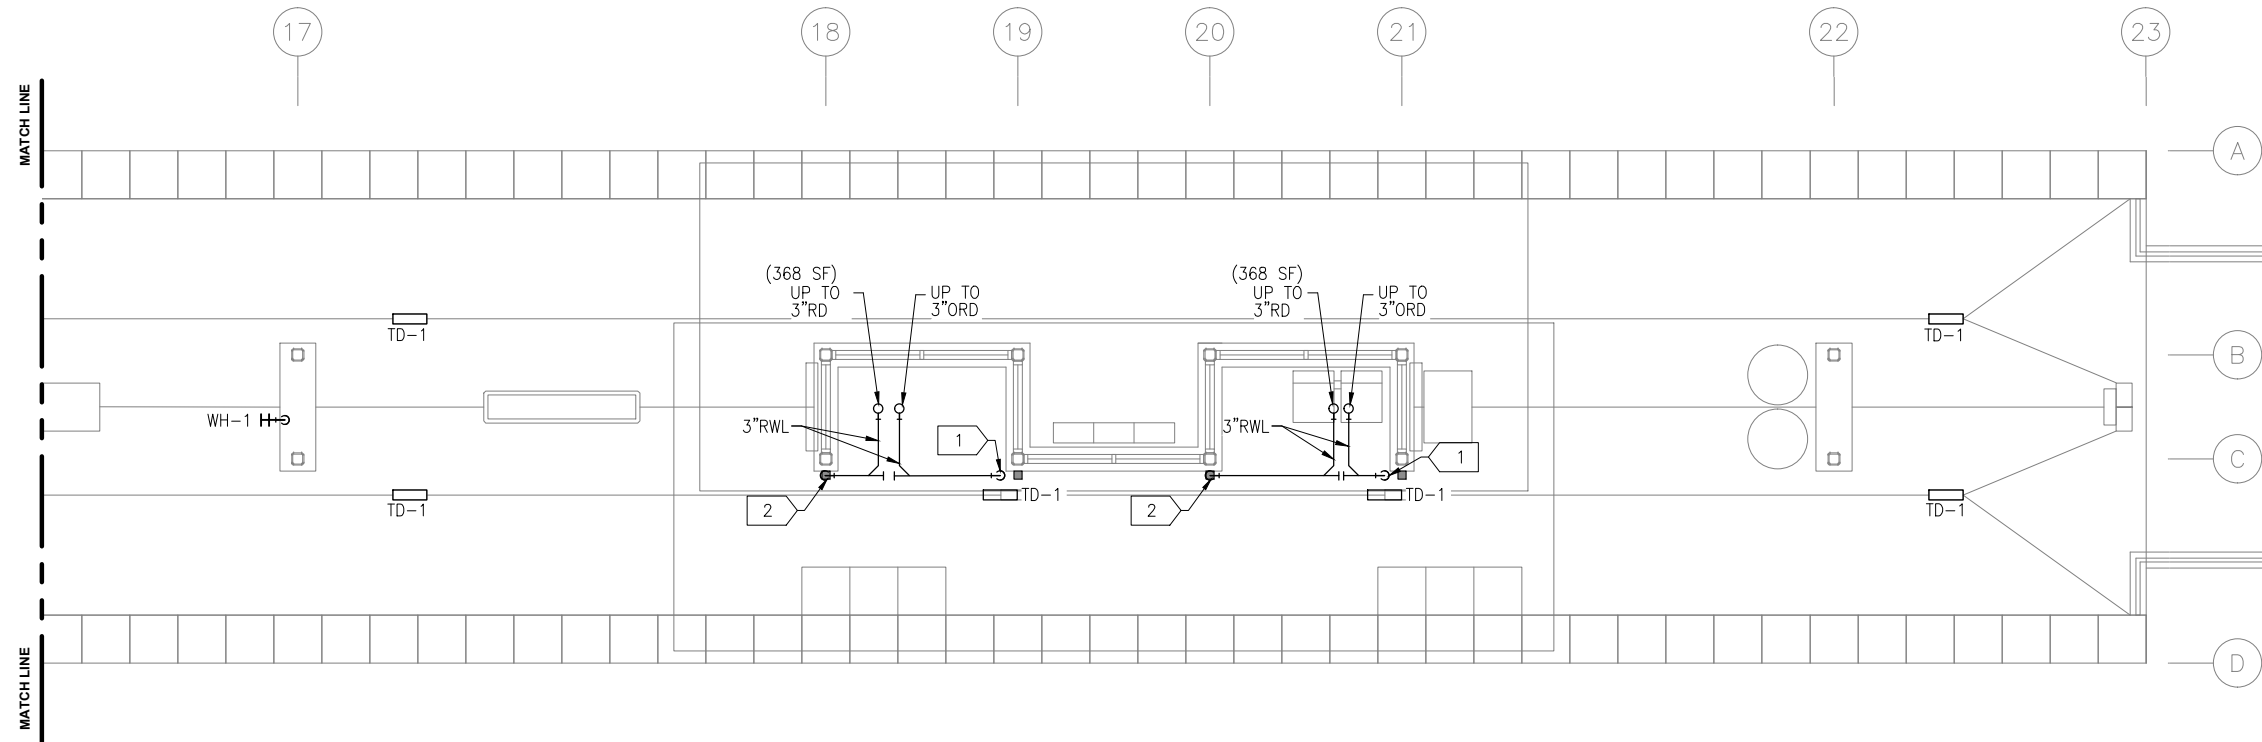 17
18
19
20
21
22
23
MATCH LINE
A
(368 SF)
UP TO
3"RD
UP TO
3"ORD
(368 SF)
UP TO
3"RD
UP TO
3"ORD
TD-1
TD-1
B
WH-1
3"RWL
1
3"RWL
1
C
TD-1
2
TD-1
2
TD-1
TD-1
MATCH LINE
D